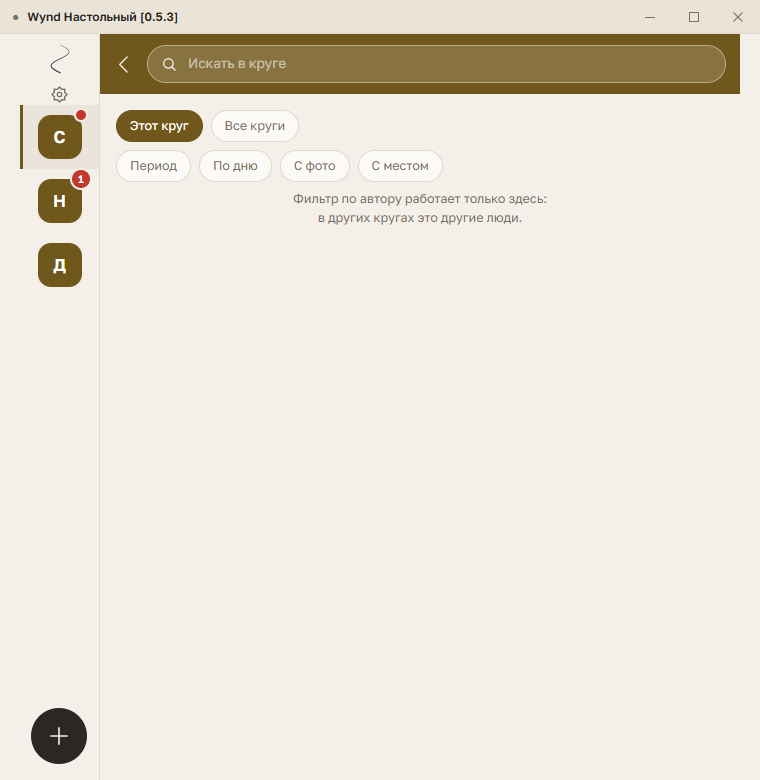 Wynd Настольный [0.5.3]
Искать в круге
С
Этот круг Все круги
1
Н
Период По дню С фото С местом
Фильтр по автору работает только здесь:
в других кругах это другие люди.
Д